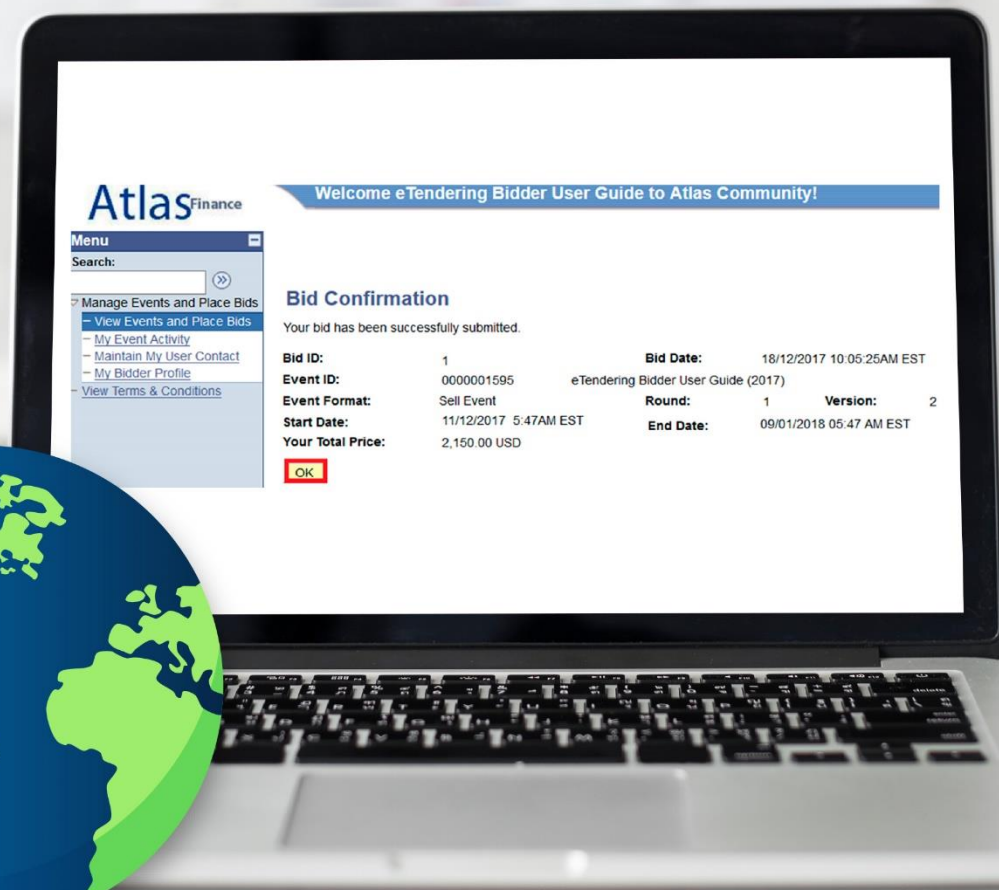 Atlas Finance
Welcome eTendering Bidder User Guide to Atlas Community!
Menu
Search:
Manage Events and Place Bids
View Events and Place Bids
My Event Activity
Maintain My User Contact
My Bidder Profile
View Terms & Conditions
Bid Confirmation
Your bid has been successfully submitted.
Bid ID: 1 Bid Date: 18/12/2017 10:05:25AM EST
Event ID: 0000001595 eTendering Bidder User Guide (2017)
Event Format: Sell Event Round: 1 Version: 2
Start Date: 11/12/2017 5:47AM EST End Date: 09/01/2018 05:47 AM EST
Your Total Price: 2,150.00 USD
OK
delete
return